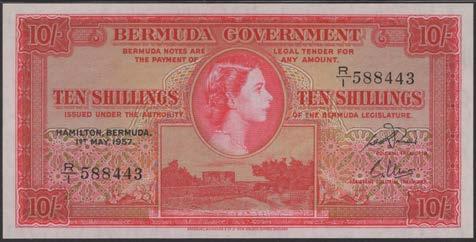 10/- BERMUDA GOVERNMENT 10/-
BERMUDA NOTES ARE LEGAL TENDER FOR
THE PAYMENT OF ANY AMOUNT.
R/1 588443
TEN SHILLINGS TEN SHILLINGS
ISSUED UNDER THE AUTHORITY OF THE BERMUDA LEGISLATURE.
HAMILTON, BERMUDA.
1ST MAY, 1957.
R/1 588443
10/- 10/-